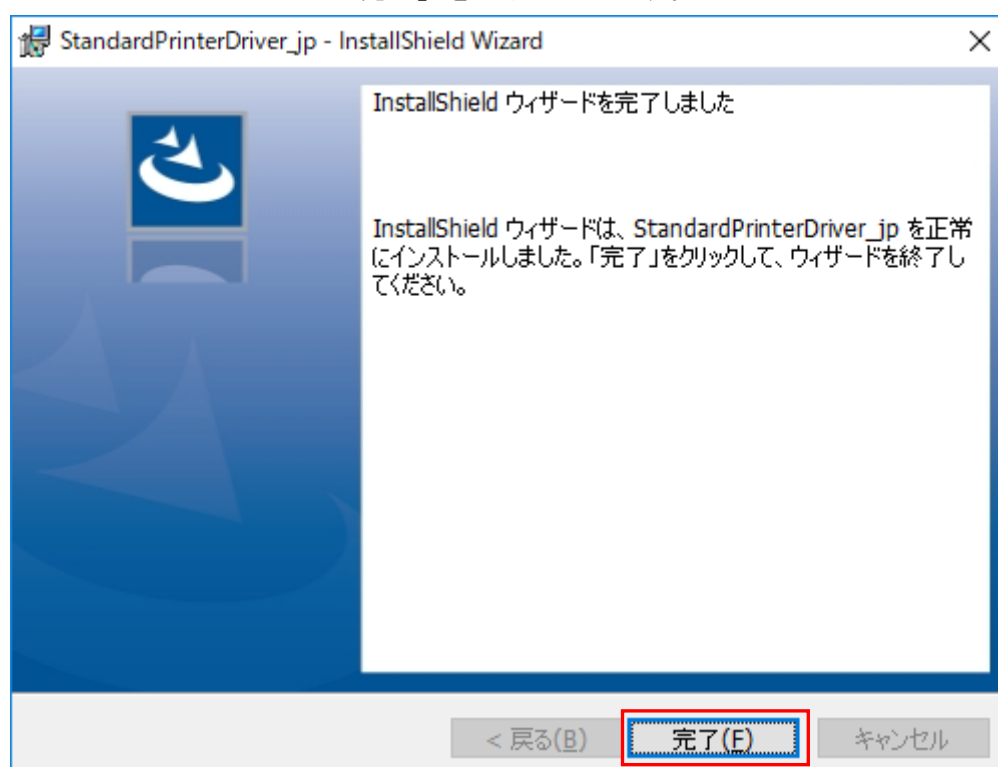 StandardPrinterDriver_jp - InstallShield Wizard
InstallShield ウィザードを完了しました
InstallShield ウィザードは、StandardPrinterDriver_jp を正常
にインストールしました。「完了」をクリックして、ウィザードを終了し
てください。
< 戻る(B) 完了(F) キャンセル